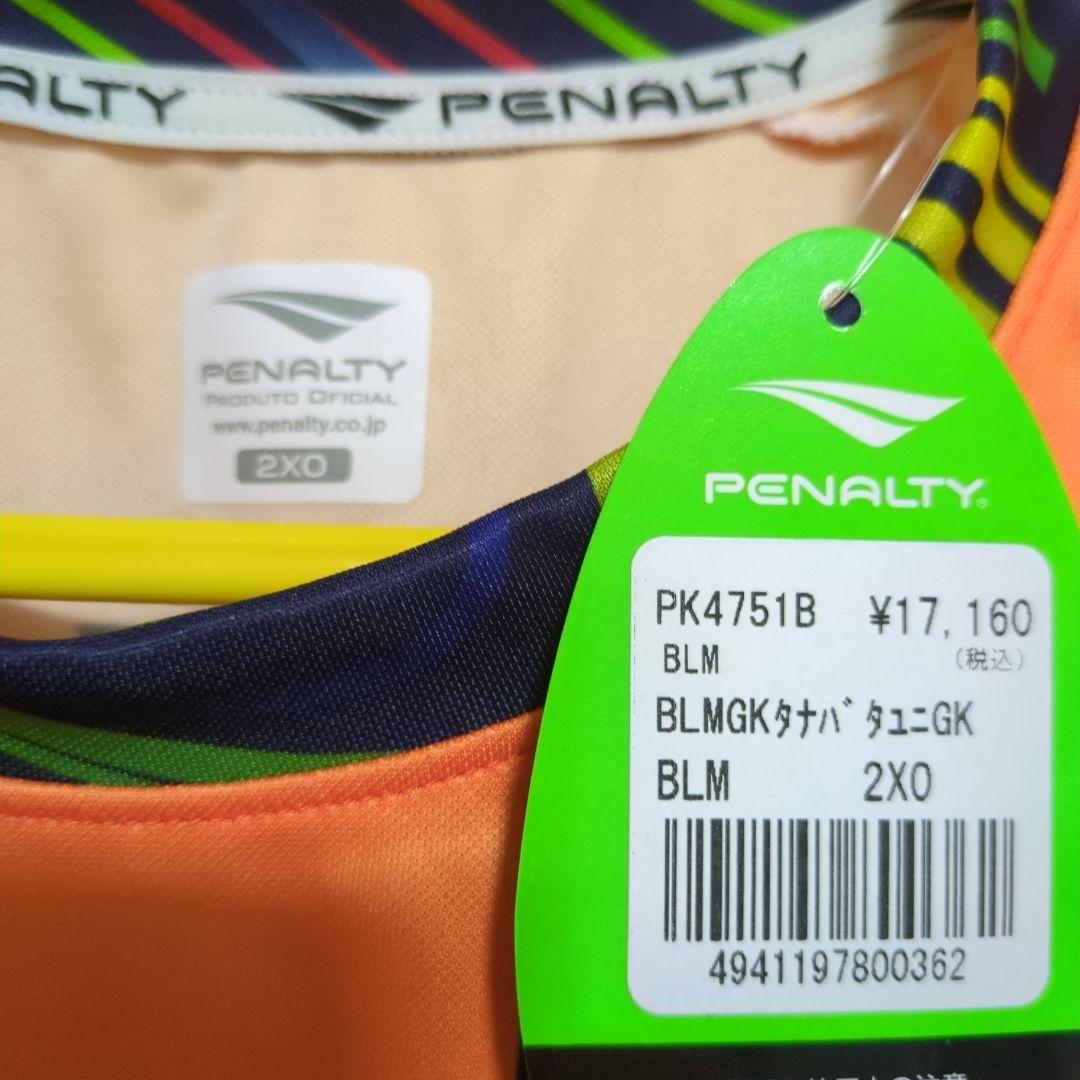 ALTY PENALTY
PENALTY
PRODUTO OFICIAL
www.penalty.co.jp
2XO
PENALTY
PK4751B ¥17,160
BLM (税込)
BLMGKタナバタユニGK
BLM 2XO
4941197800362